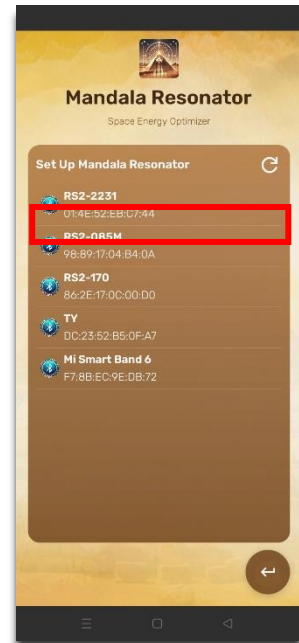 Mandala Resonator
Space Energy Optimizer
Set Up Mandala Resonator
RS2-2231
01:4E:52:EB:C7:44
RS2-085M
98:89:17:04:B4:0A
RS2-170
86:2E:17:0C:00:D0
TY
DC:23:52:B5:0F:A7
Mi Smart Band 6
F7:8B:EC:9E:DB:72